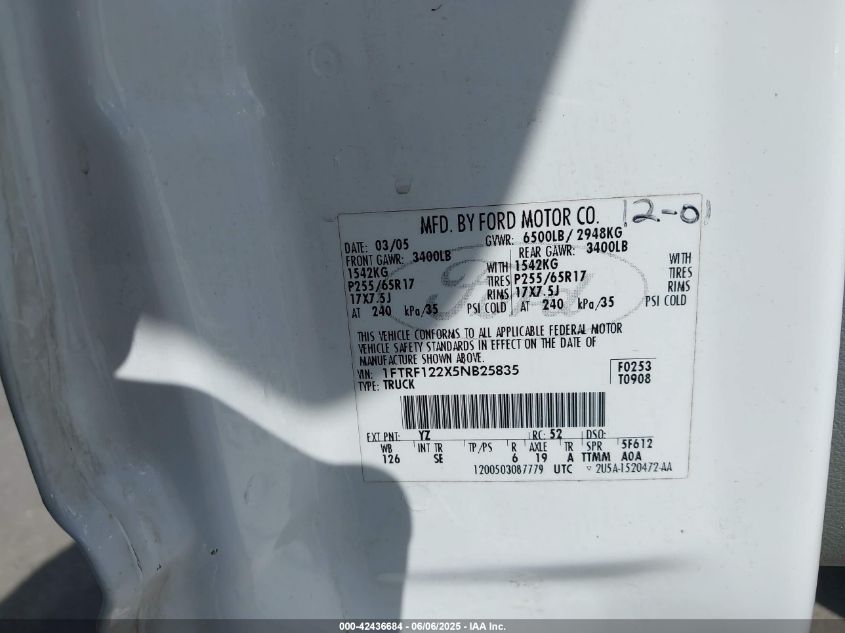 12-01
MFD. BY FORD MOTOR CO.
DATE: 03/05 GVWR: 6500LB/ 2948KG
FRONT GAWR: 3400LB REAR GAWR: 3400LB
1542KG WITH 1542KG WITH
P255/65R17 TIRES P255/65R17 TIRES
17X7.5J RIMS 17X7.5J RIMS
AT 240 kPa/35 PSI COLD AT 240 kPa/35 PSI COLD
Ford
THIS VEHICLE CONFORMS TO ALL APPLICABLE FEDERAL MOTOR
VEHICLE SAFETY STANDARDS IN EFFECT ON THE DATE OF
MANUFACTURE SHOWN ABOVE.
VIN: 1FTRF122X5NB25835 F0253
TYPE: TRUCK T0908
EXT PNT: YZ RC: 52 DSO:
WB INT TR TP/PS R AXLE TR SPR 5F612
126 SE 6 19 A TTMM A0A
1200503087779 UTC 2U5A-1520472-AA
000-42436684 - 06/06/2025 - IAA Inc.